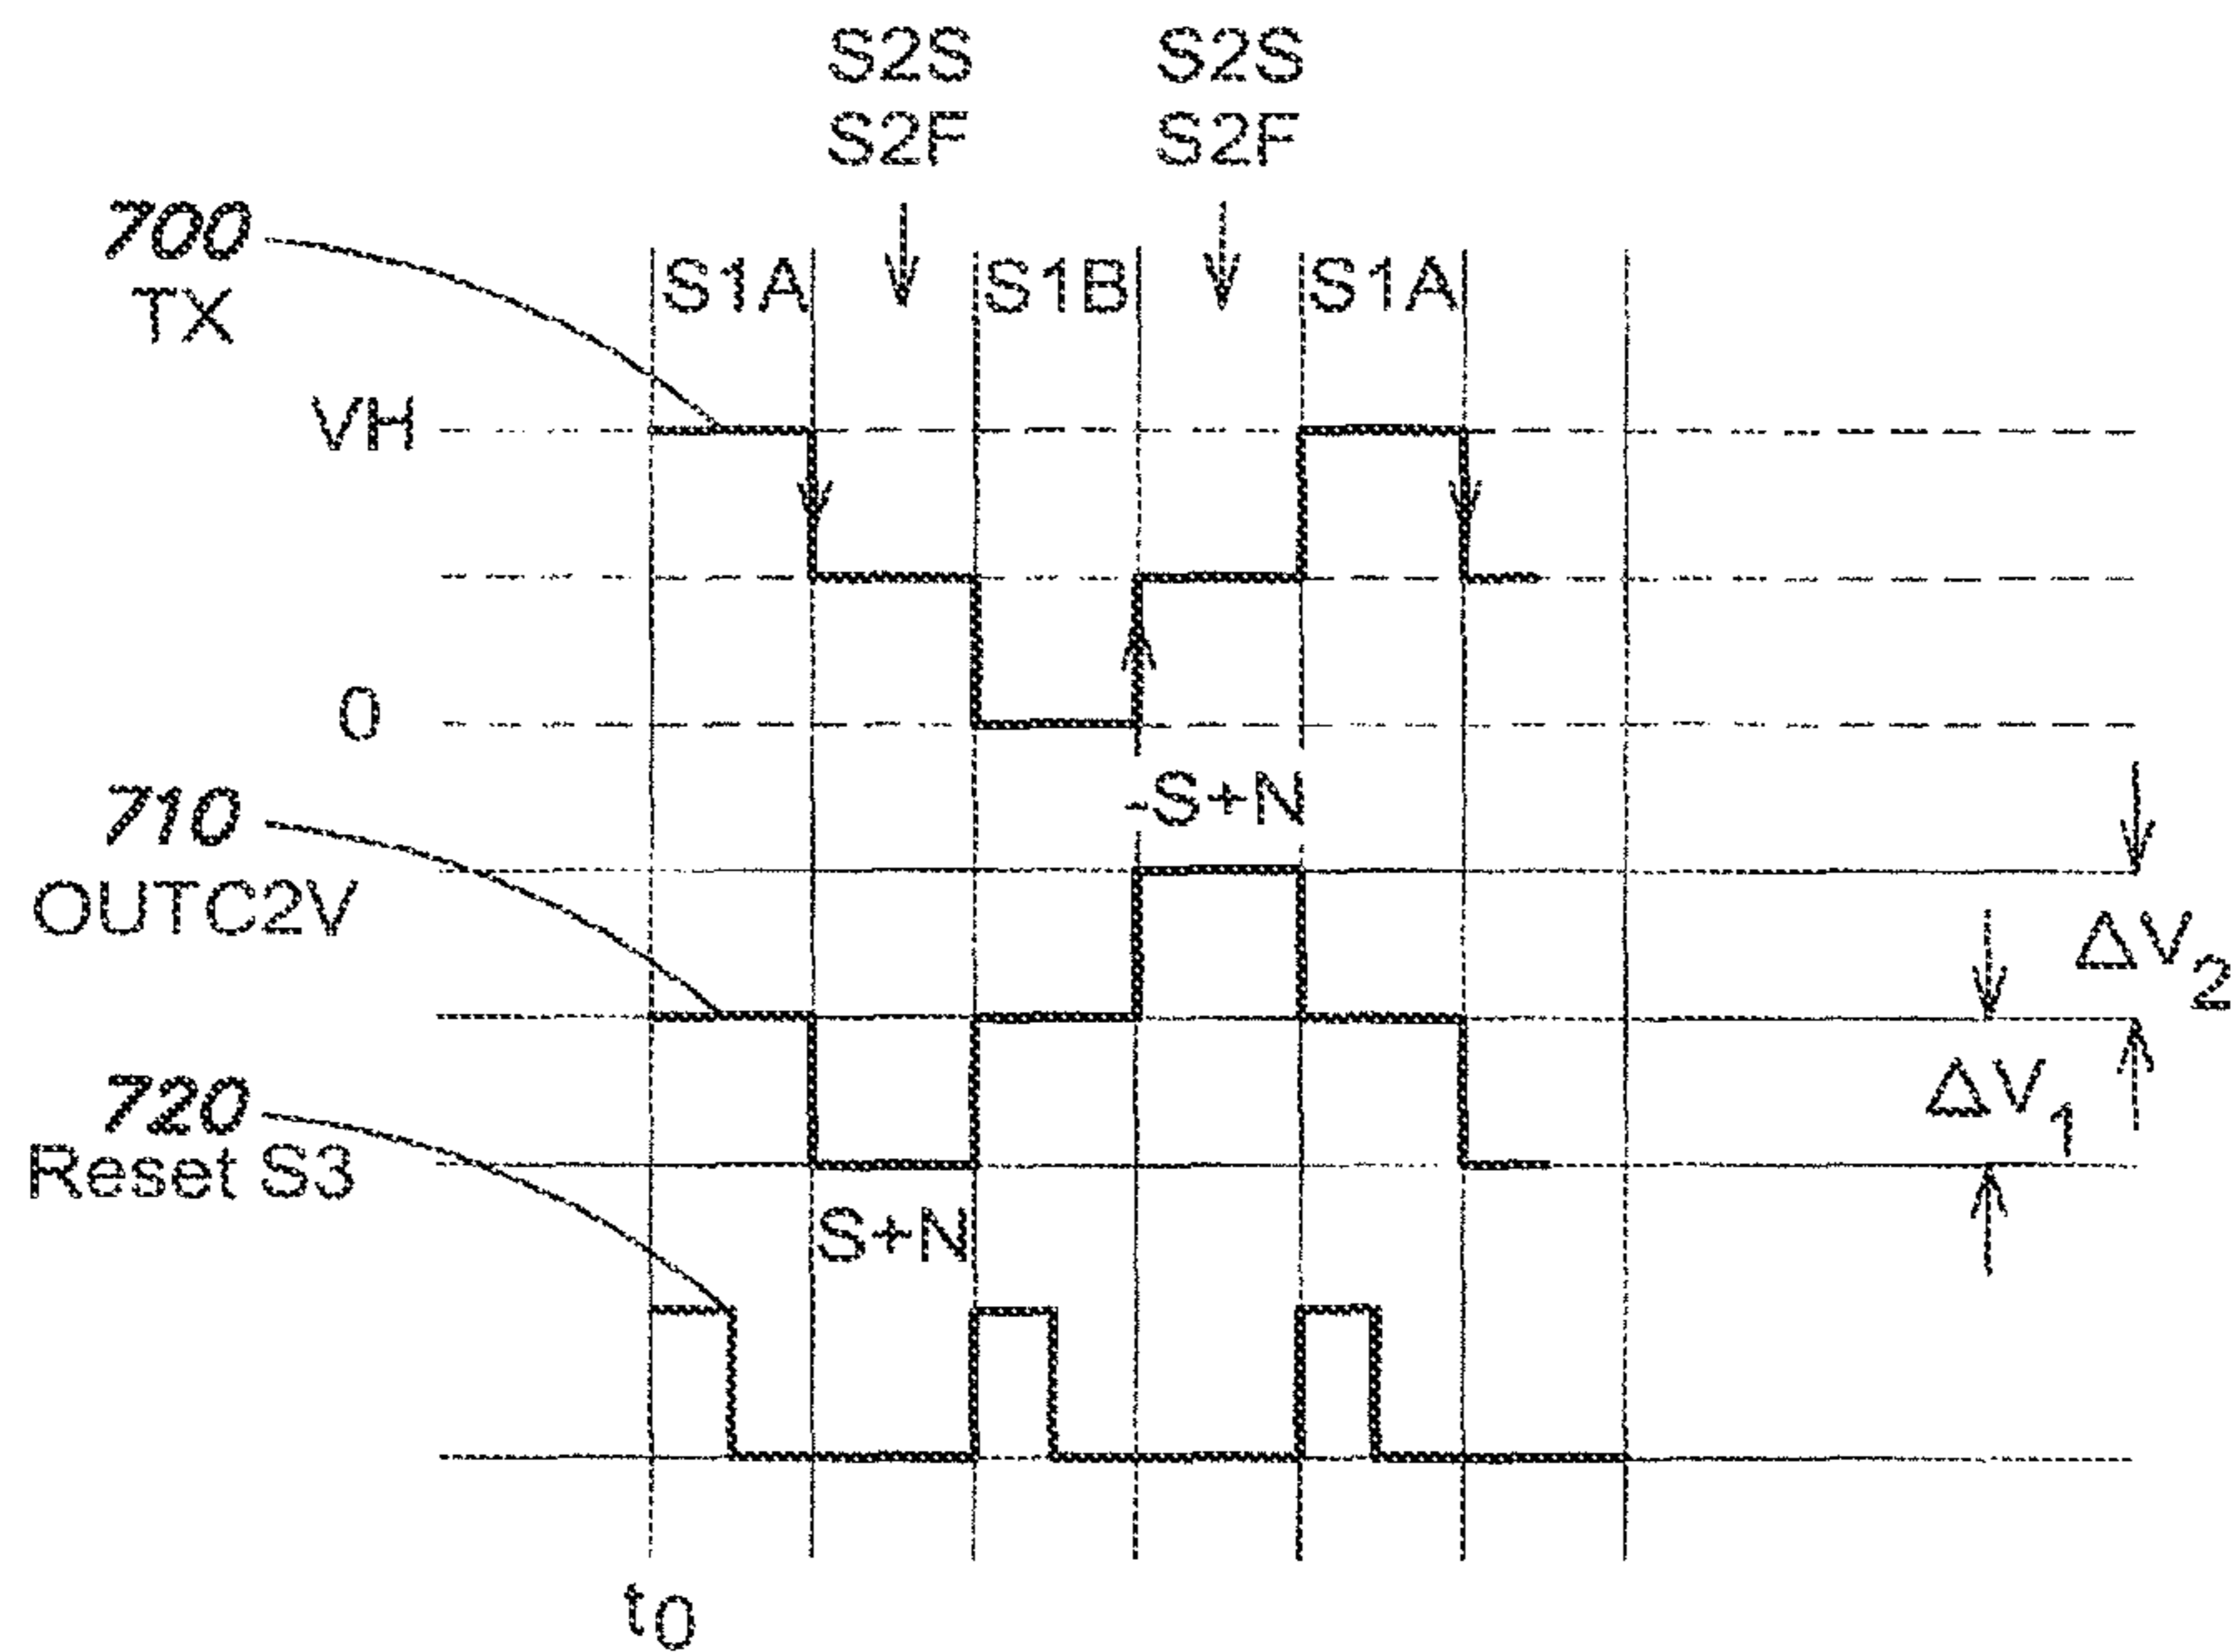 S2S
S2F
S2S
S2F
700
TX
S1A
S1B
S1A
VH
0
-S+N
710
OUTC2V
ΔV2
ΔV1
720
Reset S3
S+N
t0